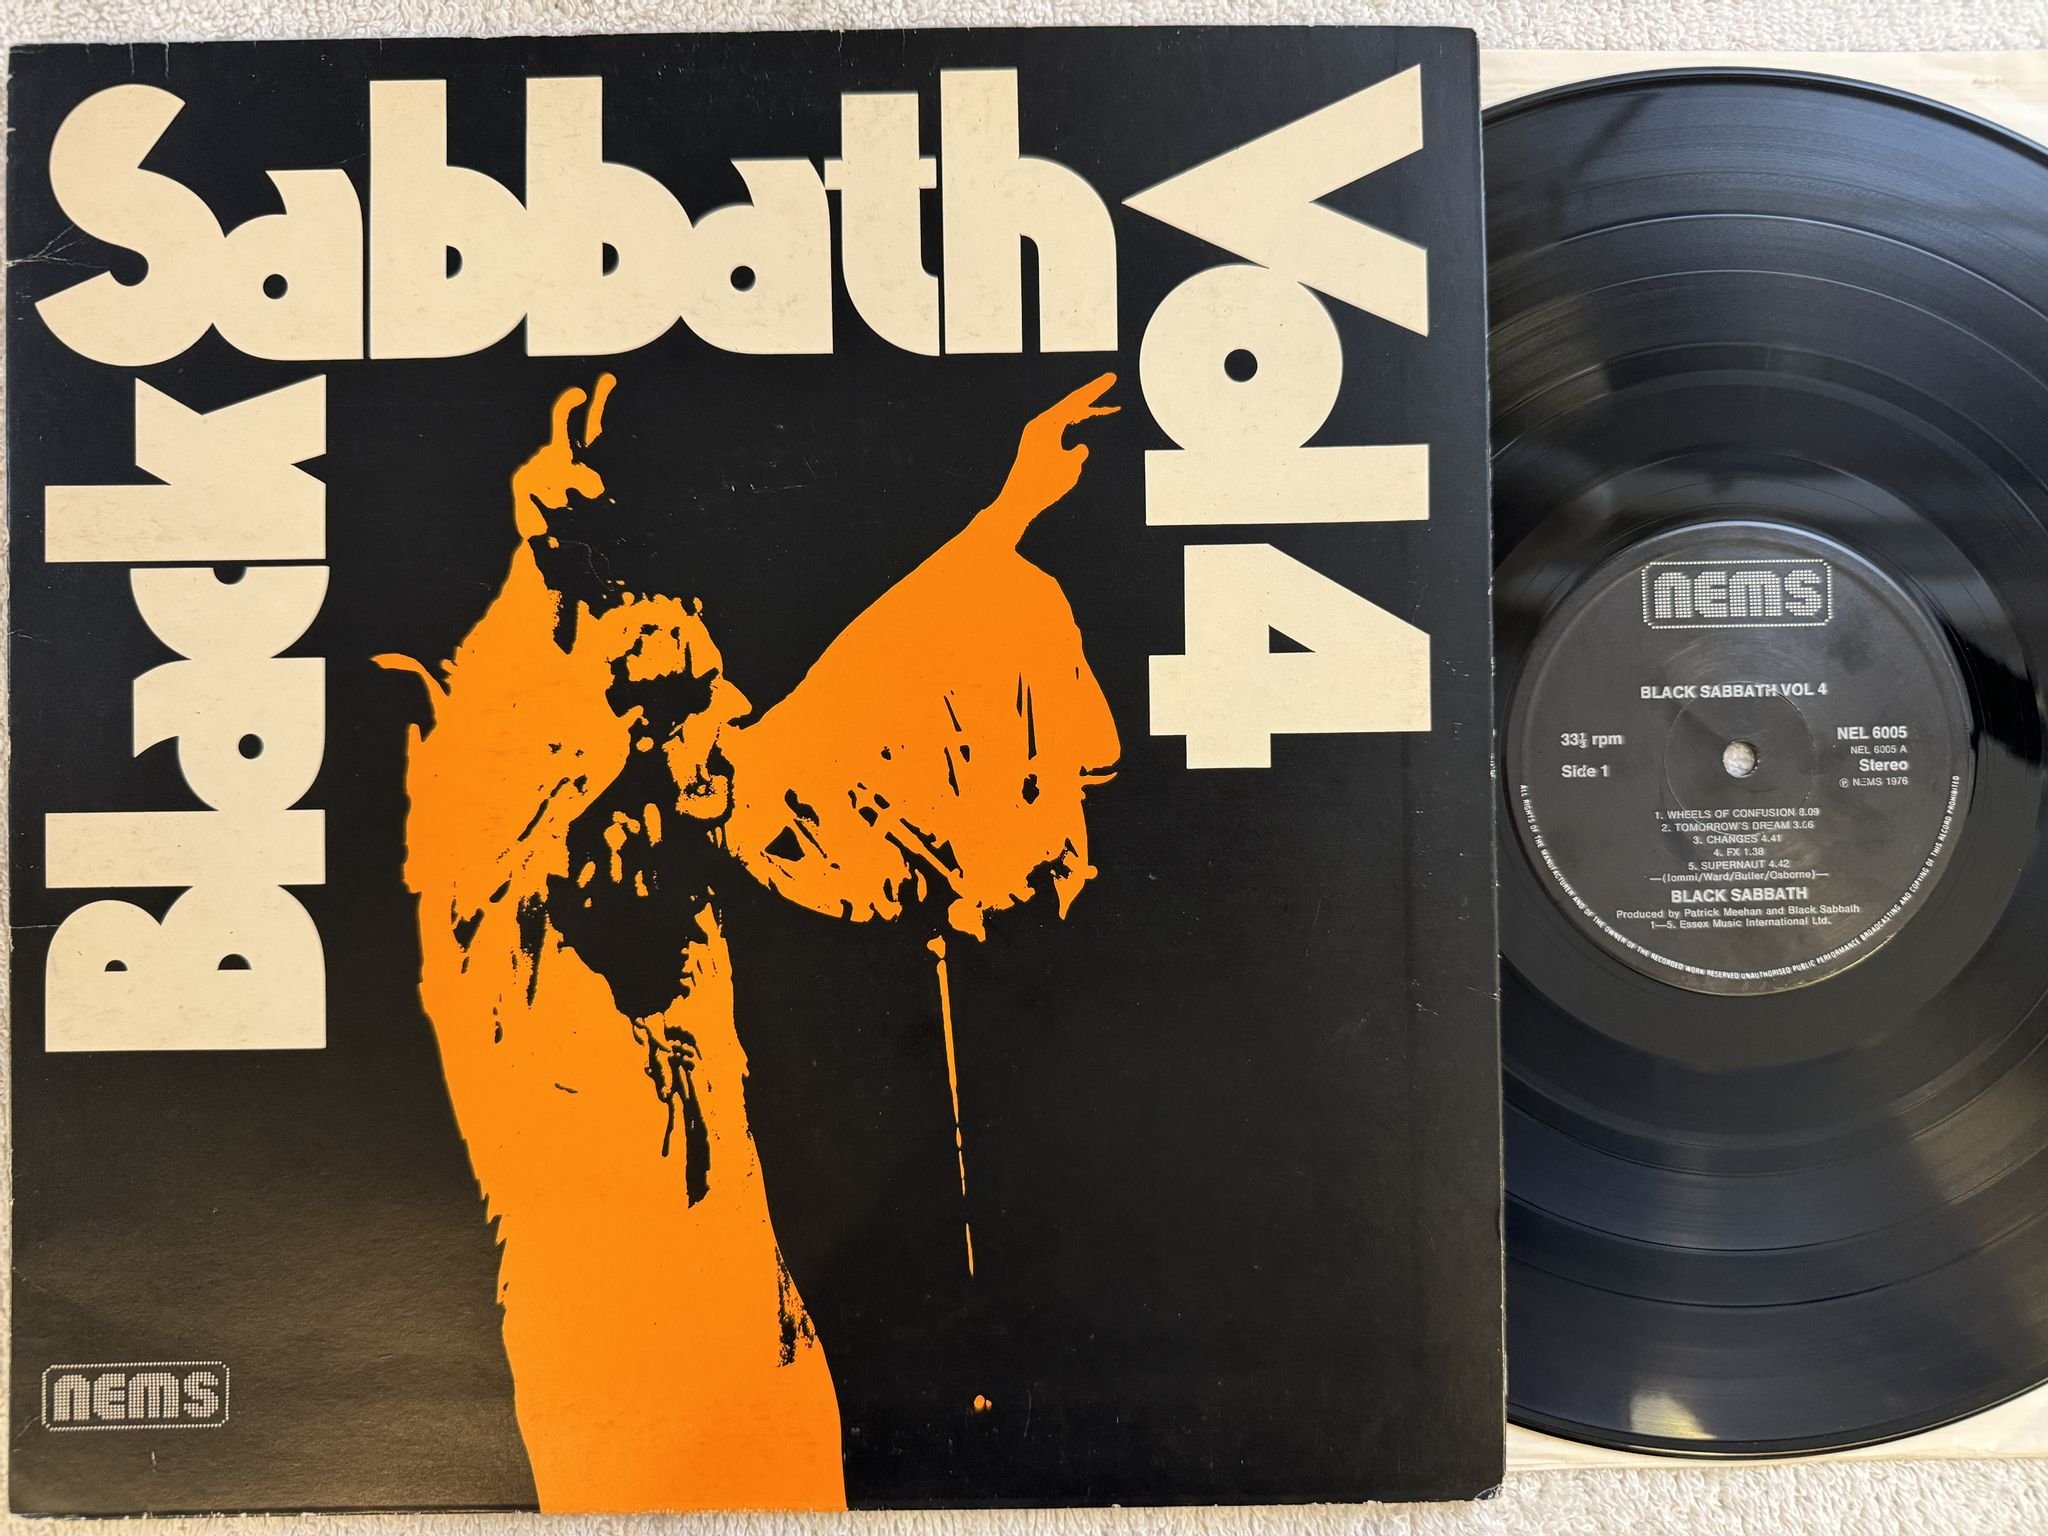 Black Sabbath Vol 4
nems
nems
BLACK SABBATH VOL 4
33⅓ rpm
Side 1
NEL 6005
NEL 6005 A
Stereo
℗ NEMS 1976
1. WHEELS OF CONFUSION 8.09
2. TOMORROW'S DREAM 3.06
3. CHANGES 4.41
4. FX 1.38
5. SUPERNAUT 4.42
—(Iommi/Ward/Butler/Osborne)—
BLACK SABBATH
Produced by Patrick Meehan and Black Sabbath
1—5. Essex Music International Ltd.
ALL RIGHTS OF THE MANUFACTURER AND OF THE OWNER OF THE RECORDED WORK RESERVED UNAUTHORISED PUBLIC PERFORMANCE BROADCASTING AND COPYING OF THIS RECORD PROHIBITED